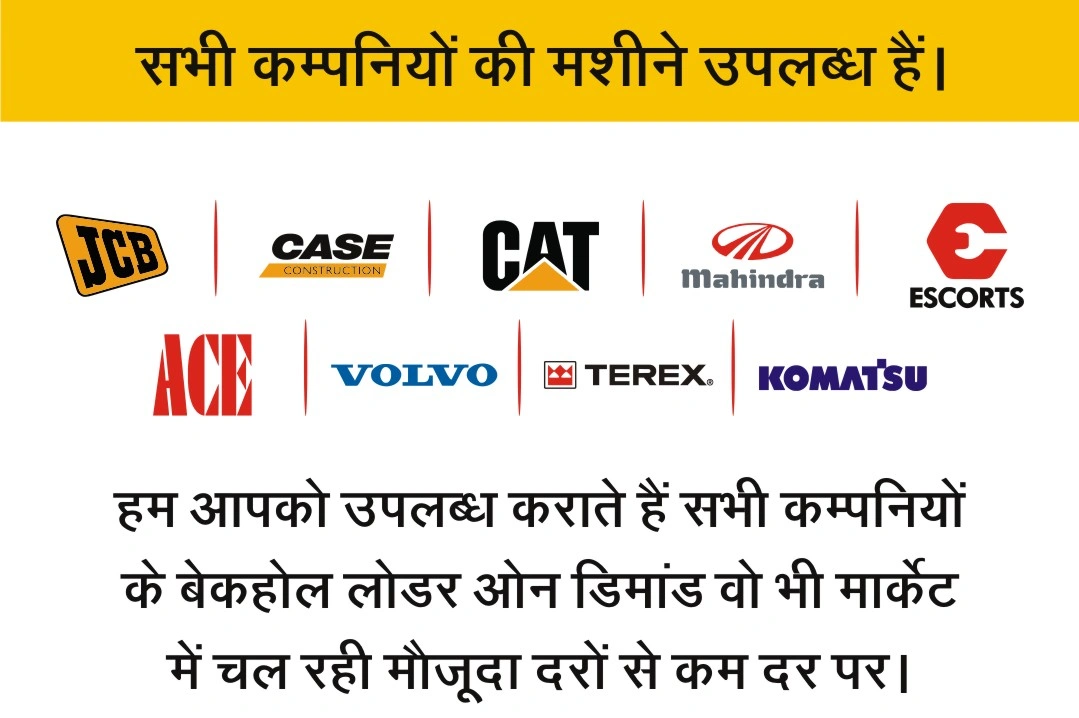 सभी कम्पनियों की मशीने उपलब्ध हैं।
JCB CASE CONSTRUCTION CAT Mahindra ESCORTS
ACE VOLVO TEREX® KOMATSU
हम आपको उपलब्ध कराते हैं सभी कम्पनियों
के बेकहोल लोडर ओन डिमांड वो भी मार्केट
में चल रही मौजूदा दरों से कम दर पर।